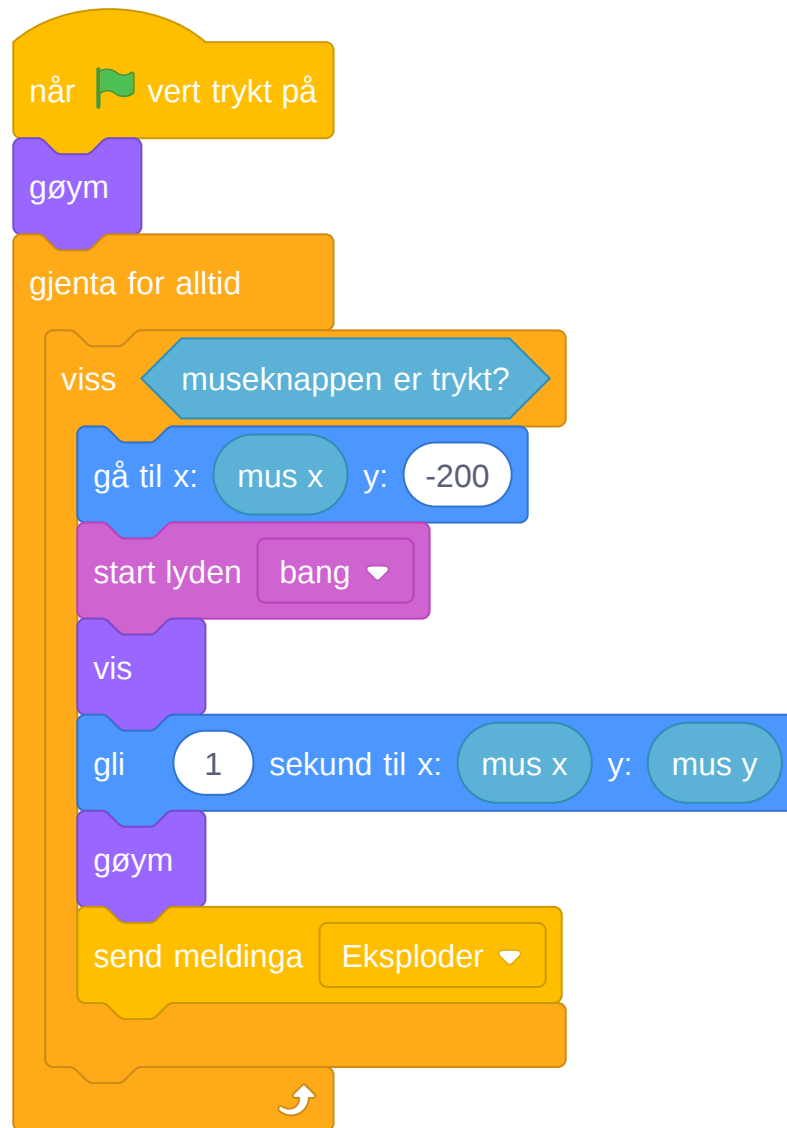 når vert trykt på
gøym
gjenta for alltid
viss museknappen er trykt?
gå til x: mus x y: -200
start lyden bang
vis
gli 1 sekund til x: mus x y: mus y
gøym
send meldinga Eksploder